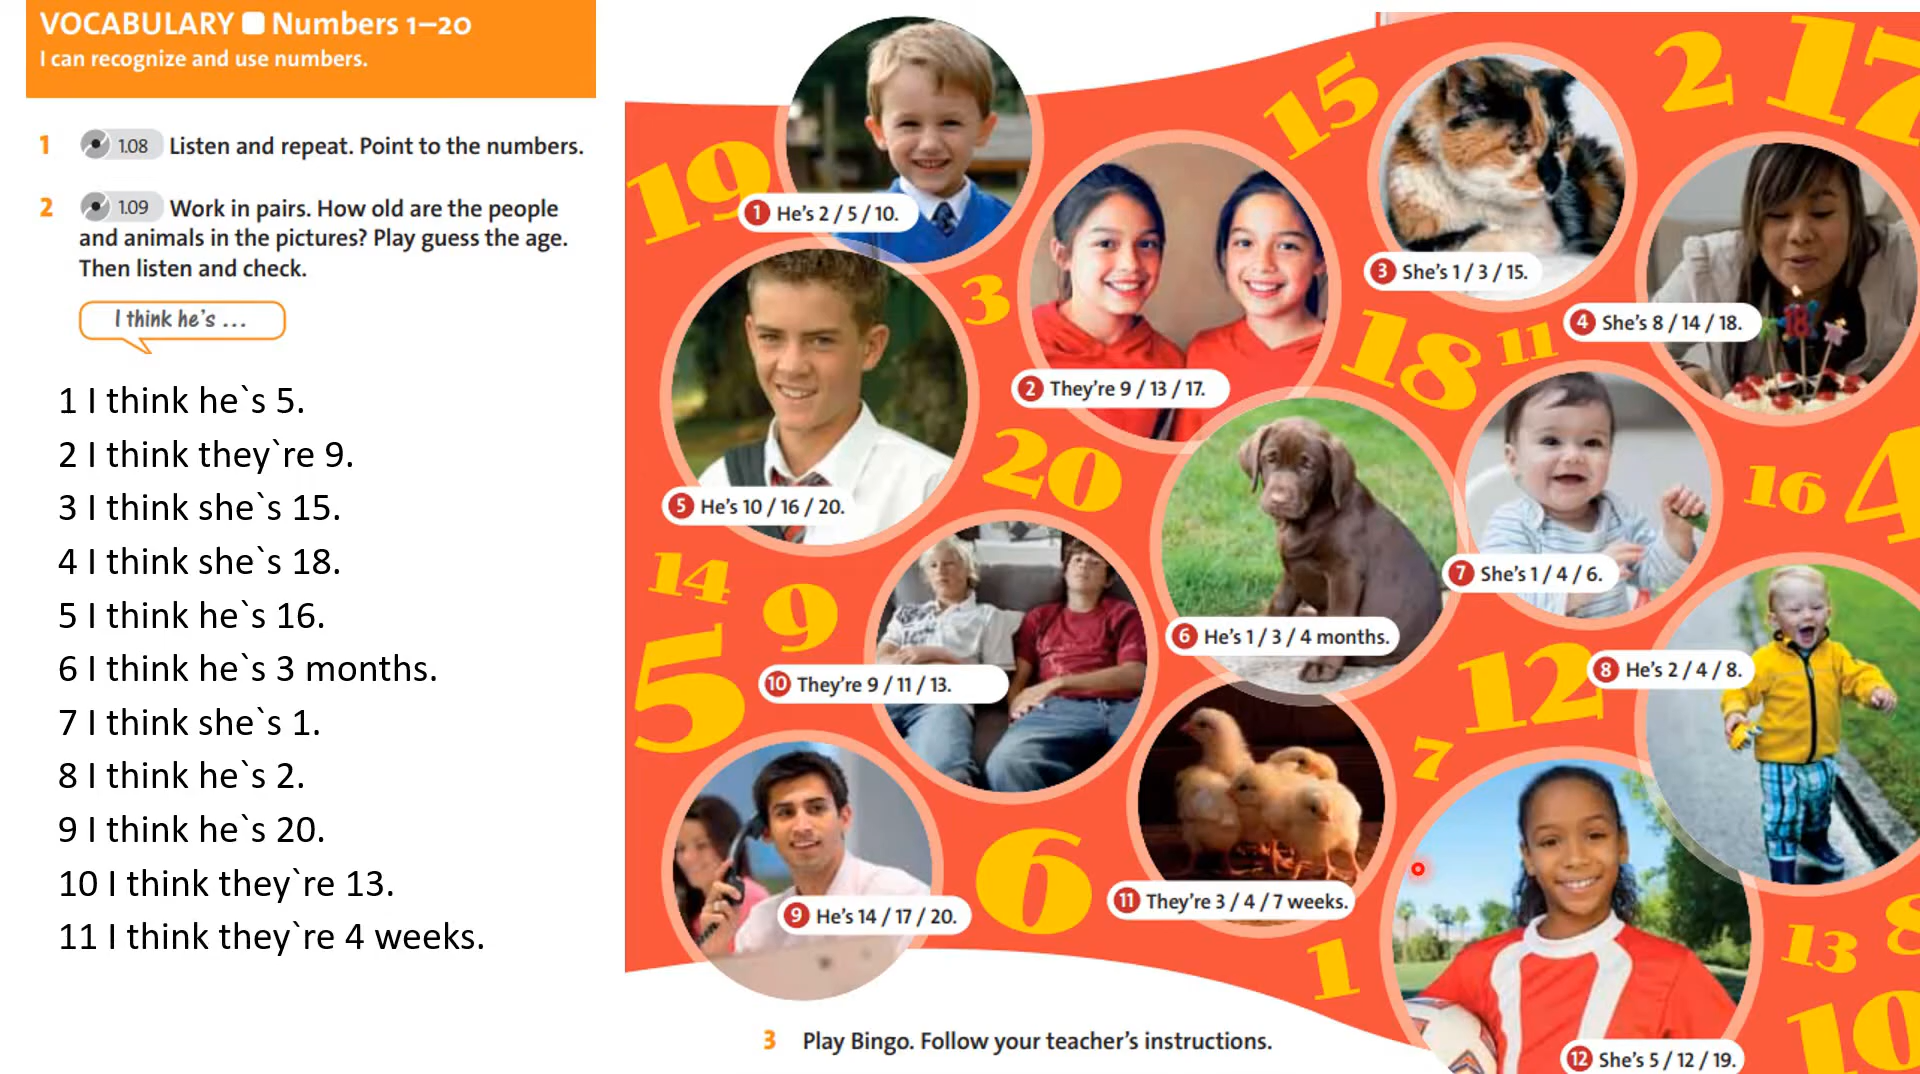 VOCABULARY Numbers 1–20
I can recognize and use numbers.
1 1.08 Listen and repeat. Point to the numbers.
2 1.09 Work in pairs. How old are the people
and animals in the pictures? Play guess the age.
Then listen and check.
I think he's ...
1 I think he`s 5.
2 I think they`re 9.
3 I think she`s 15.
4 I think she`s 18.
5 I think he`s 16.
6 I think he`s 3 months.
7 I think she`s 1.
8 I think he`s 2.
9 I think he`s 20.
10 I think they`re 13.
11 I think they`re 4 weeks.
15
2
17
19
1 He's 2 / 5 / 10.
3 She's 1 / 3 / 15.
3
4 She's 8 / 14 / 18.
18
18
11
2 They're 9 / 13 / 17.
20
16
4
5 He's 10 / 16 / 20.
14
9
7 She's 1 / 4 / 6.
6 He's 1 / 3 / 4 months.
5
12
8 He's 2 / 4 / 8.
10 They're 9 / 11 / 13.
7
6
11 They're 3 / 4 / 7 weeks.
9 He's 14 / 17 / 20.
1
13
8
10
3 Play Bingo. Follow your teacher's instructions.
12 She's 5 / 12 / 19.